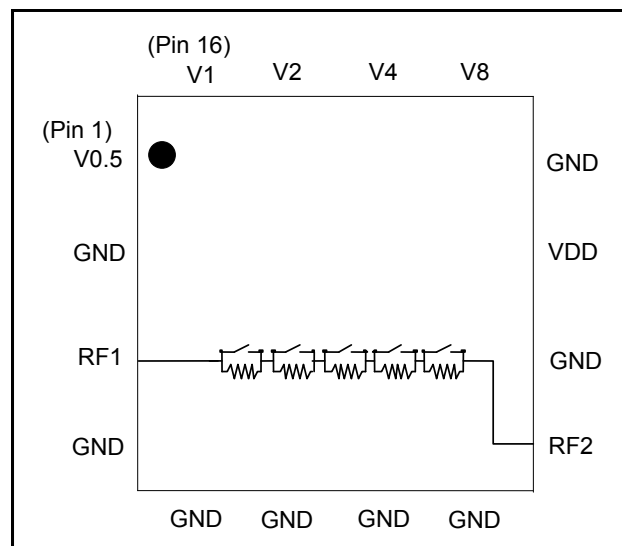 (Pin 16)
V1 V2 V4 V8
(Pin 1)
V0.5 GND
GND VDD
RF1 GND
GND RF2
GND GND GND GND